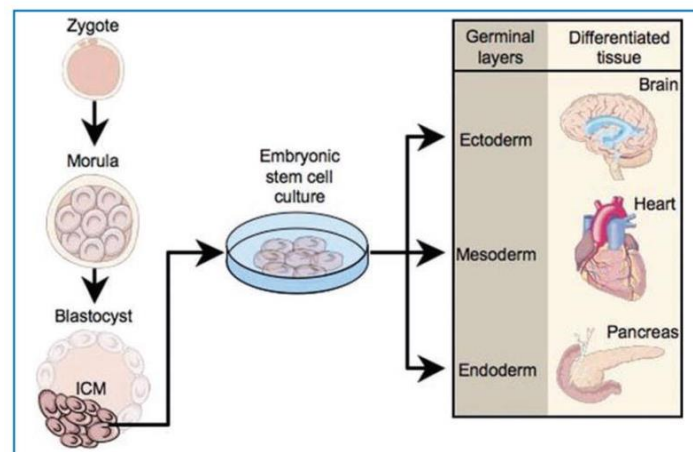 Zygote
Morula
Blastocyst
ICM
Embryonic
stem cell
culture
Germinal
layers
Differentiated
tissue
Ectoderm
Brain
Mesoderm
Heart
Endoderm
Pancreas